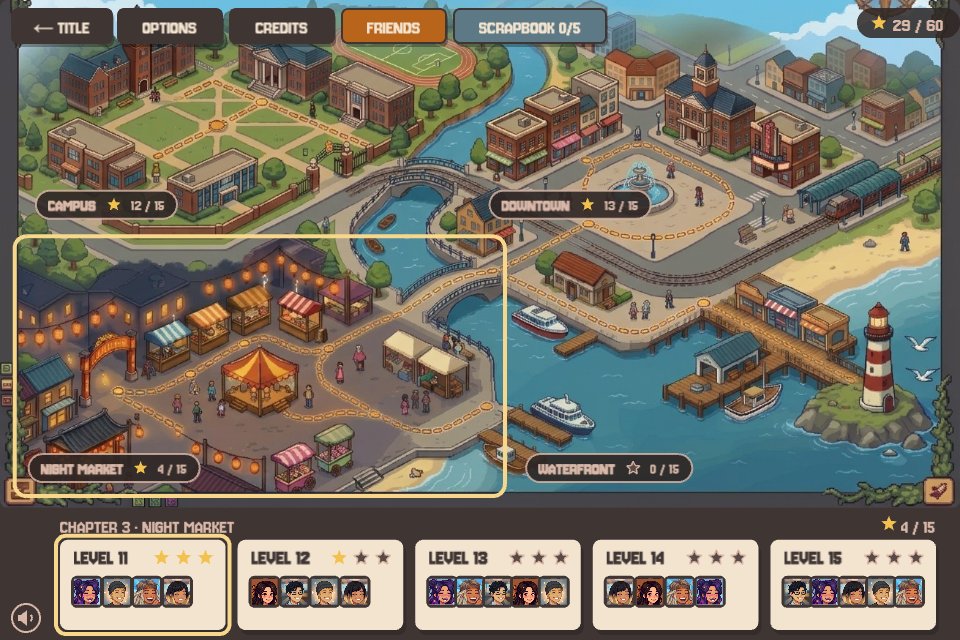 ← TITLE
OPTIONS
CREDITS
FRIENDS
SCRAPBOOK 0/5
29 / 60
CAMPUS 12 / 15
DOWNTOWN 13 / 15
NIGHT MARKET 4 / 15
WATERFRONT 0 / 15
CHAPTER 3 · NIGHT MARKET
4 / 15
LEVEL 11
LEVEL 12
LEVEL 13
LEVEL 14
LEVEL 15